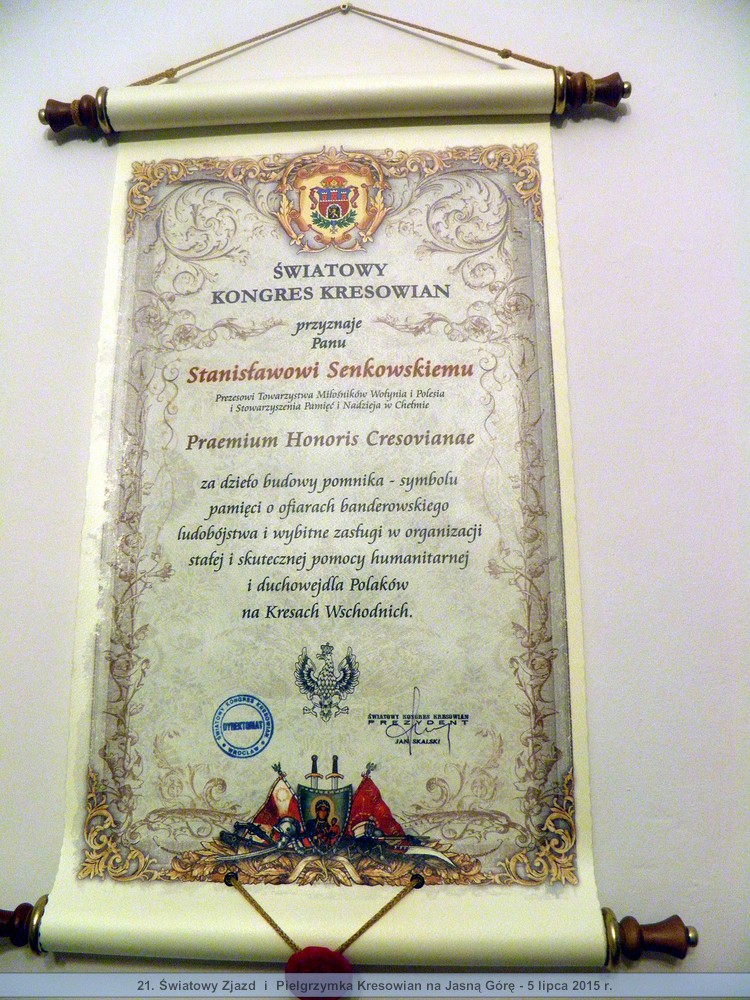 ŚWIATOWY
KONGRES KRESOWIAN
przyznaje
Panu
Stanisławowi Senkowskiemu
Prezesowi Towarzystwa Miłośników Wołynia i Polesia
i Stowarzyszenia Pamięć i Nadzieja w Chełmie
Praemium Honoris Cresovianae
za dzieło budowy pomnika - symbolu
pamięci o ofiarach banderowskiego
ludobójstwa i wybitne zasługi w organizacji
stałej i skutecznej pomocy humanitarnej
i duchowejdla Polaków
na Kresach Wschodnich.
ŚWIATOWY KONGRES KRESOWIAN
DYREKTORIAT
WROCŁAW
ŚWIATOWY KONGRES KRESOWIAN
PREZYDENT
JAN SKALSKI
21. Światowy Zjazd i Pielgrzymka Kresowian na Jasną Górę - 5 lipca 2015 r.